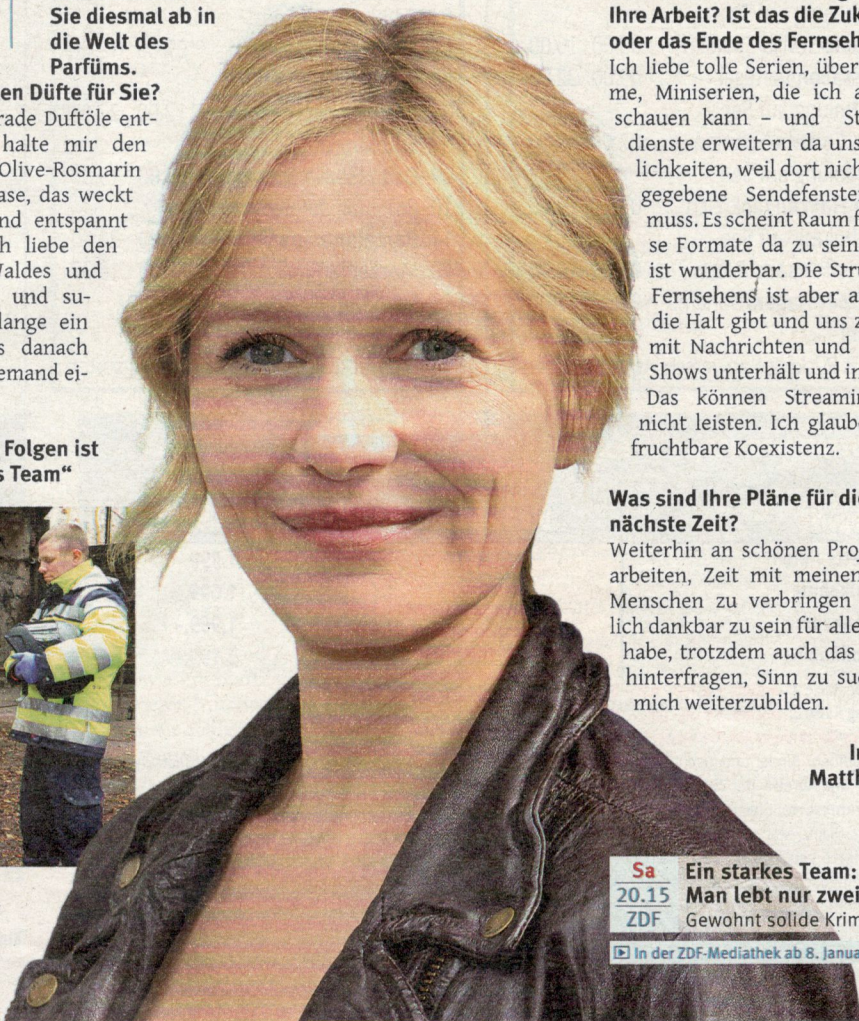 Sie diesmal ab in
die Welt des
Parfüms.
en Düfte für Sie?
rade Duftöle ent-
halte mir den
Olive-Rosmarin
ase, das weckt
nd entspannt
h liebe den
Waldes und
und su-
lange ein
s danach
emand ei-
Folgen ist
s Team“
Ihre Arbeit? Ist das die Zuk
oder das Ende des Fernseh
Ich liebe tolle Serien, über
me, Miniserien, die ich a
schauen kann – und St
dienste erweitern da uns
lichkeiten, weil dort nich
gegebene Sendefenste
muss. Es scheint Raum f
se Formate da zu sein
ist wunderbar. Die Stru
Fernsehens ist aber a
die Halt gibt und uns z
mit Nachrichten und
Shows unterhält und in
Das können Streamin
nicht leisten. Ich glaube
fruchtbare Koexistenz.
Was sind Ihre Pläne für die
nächste Zeit?
Weiterhin an schönen Proj
arbeiten, Zeit mit meinen
Menschen zu verbringen
lich dankbar zu sein für alle
habe, trotzdem auch das
hinterfragen, Sinn zu su
mich weiterzubilden.
In
Matth
Sa
20.15
ZDF
Ein starkes Team:
Man lebt nur zwei
Gewohnt solide Krim
In der ZDF-Mediathek ab 8. Janua